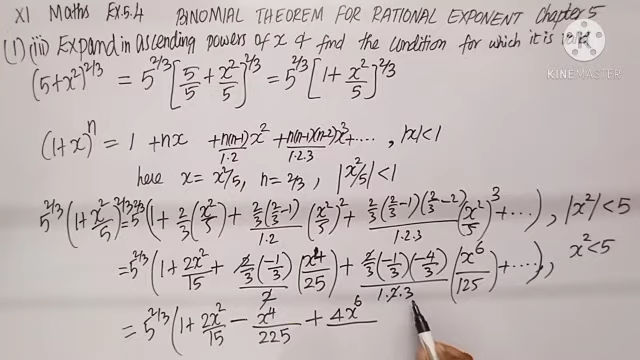 XI Maths Ex.5.4 BINOMIAL THEOREM FOR RATIONAL EXPONENT Chapter 5
(1) (iii) Expand in ascending powers of x & find the condition for which it is valid
(5+x²)^{2/3} = 5^{2/3} [5/5 + x²/5]^{2/3} = 5^{2/3} [1 + x²/5]^{2/3}
KINEMASTER
(1+x)^n = 1 + nx + n(n-1)/1·2 x² + n(n-1)(n-2)/1·2·3 x³ + ...., |x|<1
here x = x²/5, n = 2/3, |x²/5| < 1
5^{2/3} (1 + x²/5)^{2/3} = 5^{2/3} (1 + 2/3 (x²/5) + 2/3 (2/3 -1)/1·2 (x²/5)² + 2/3 (2/3 -1)(2/3 -2)/1·2·3 (x²/5)³ + ....), |x²| < 5
= 5^{2/3} (1 + 2x²/15 + 2/3 (-1/3)/2 (x⁴/25) + 2/3 (-1/3)(-4/3)/1·2·3 (x⁶/125) + ....), x² < 5
= 5^{2/3} (1 + 2x²/15 - x⁴/225 + 4x⁶